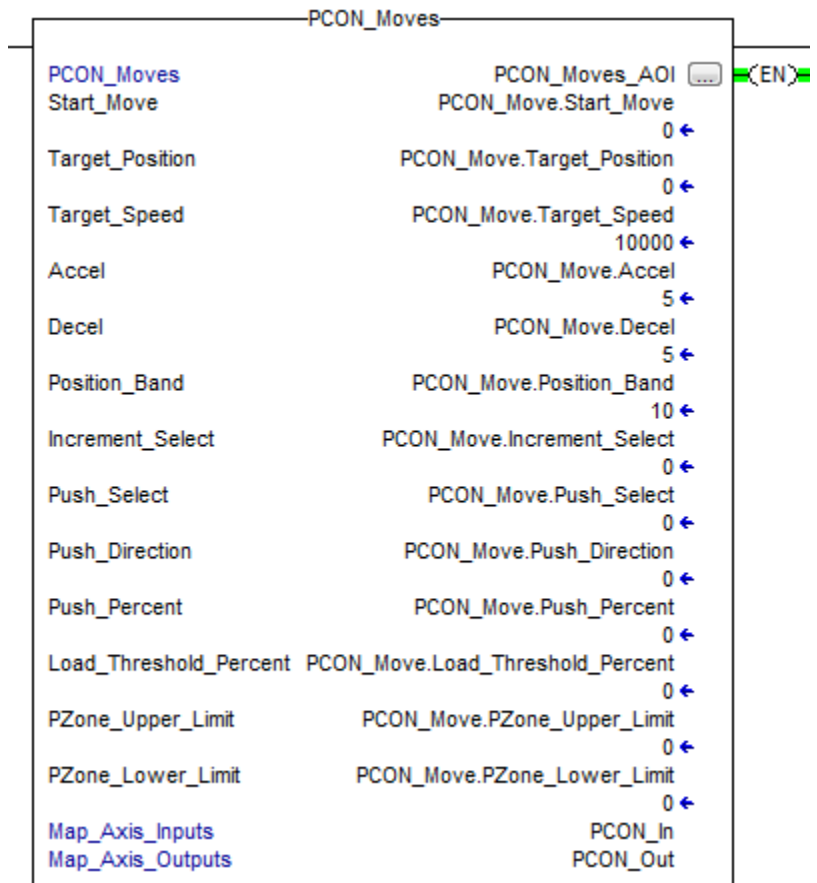 PCON_Moves
PCON_Moves PCON_Moves_AOI ... (EN)
Start_Move PCON_Move.Start_Move
0
Target_Position PCON_Move.Target_Position
0
Target_Speed PCON_Move.Target_Speed
10000
Accel PCON_Move.Accel
5
Decel PCON_Move.Decel
5
Position_Band PCON_Move.Position_Band
10
Increment_Select PCON_Move.Increment_Select
0
Push_Select PCON_Move.Push_Select
0
Push_Direction PCON_Move.Push_Direction
0
Push_Percent PCON_Move.Push_Percent
0
Load_Threshold_Percent PCON_Move.Load_Threshold_Percent
0
PZone_Upper_Limit PCON_Move.PZone_Upper_Limit
0
PZone_Lower_Limit PCON_Move.PZone_Lower_Limit
0
Map_Axis_Inputs PCON_In
Map_Axis_Outputs PCON_Out